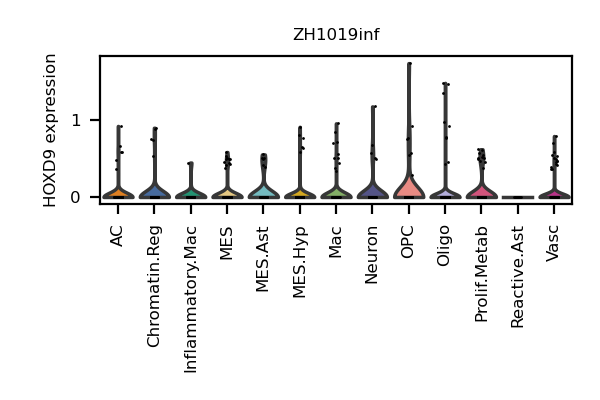 ZH1019inf
HOXD9 expression
1
0
AC
Chromatin.Reg
Inflammatory.Mac
MES
MES.Ast
MES.Hyp
Mac
Neuron
OPC
Oligo
Prolif.Metab
Reactive.Ast
Vasc